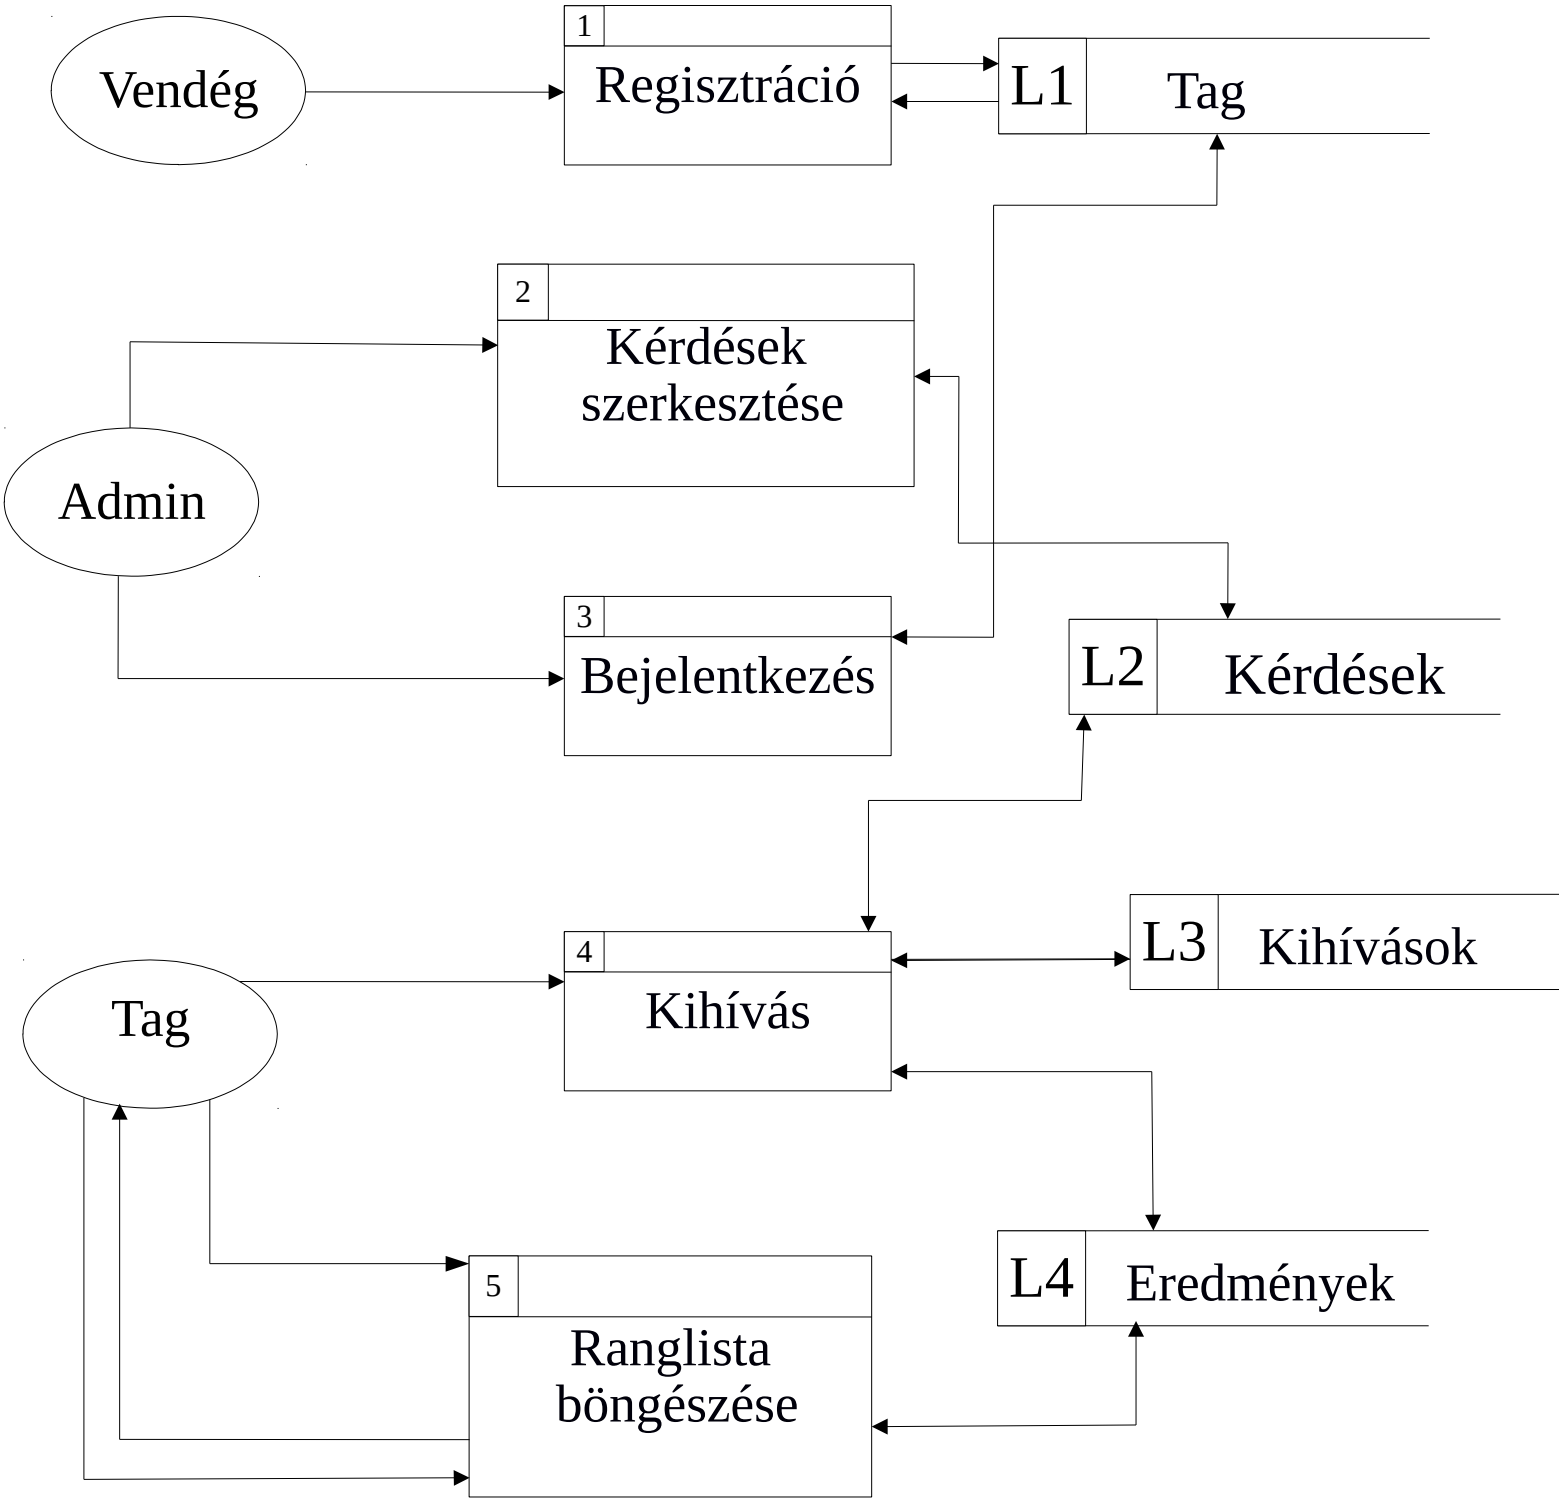 1
Vendég
Regisztráció
L1
Tag
2
Kérdések
szerkesztése
Admin
3
Bejelentkezés
L2
Kérdések
4
Kihívás
L3
Kihívások
Tag
5
Ranglista
böngészése
L4
Eredmények